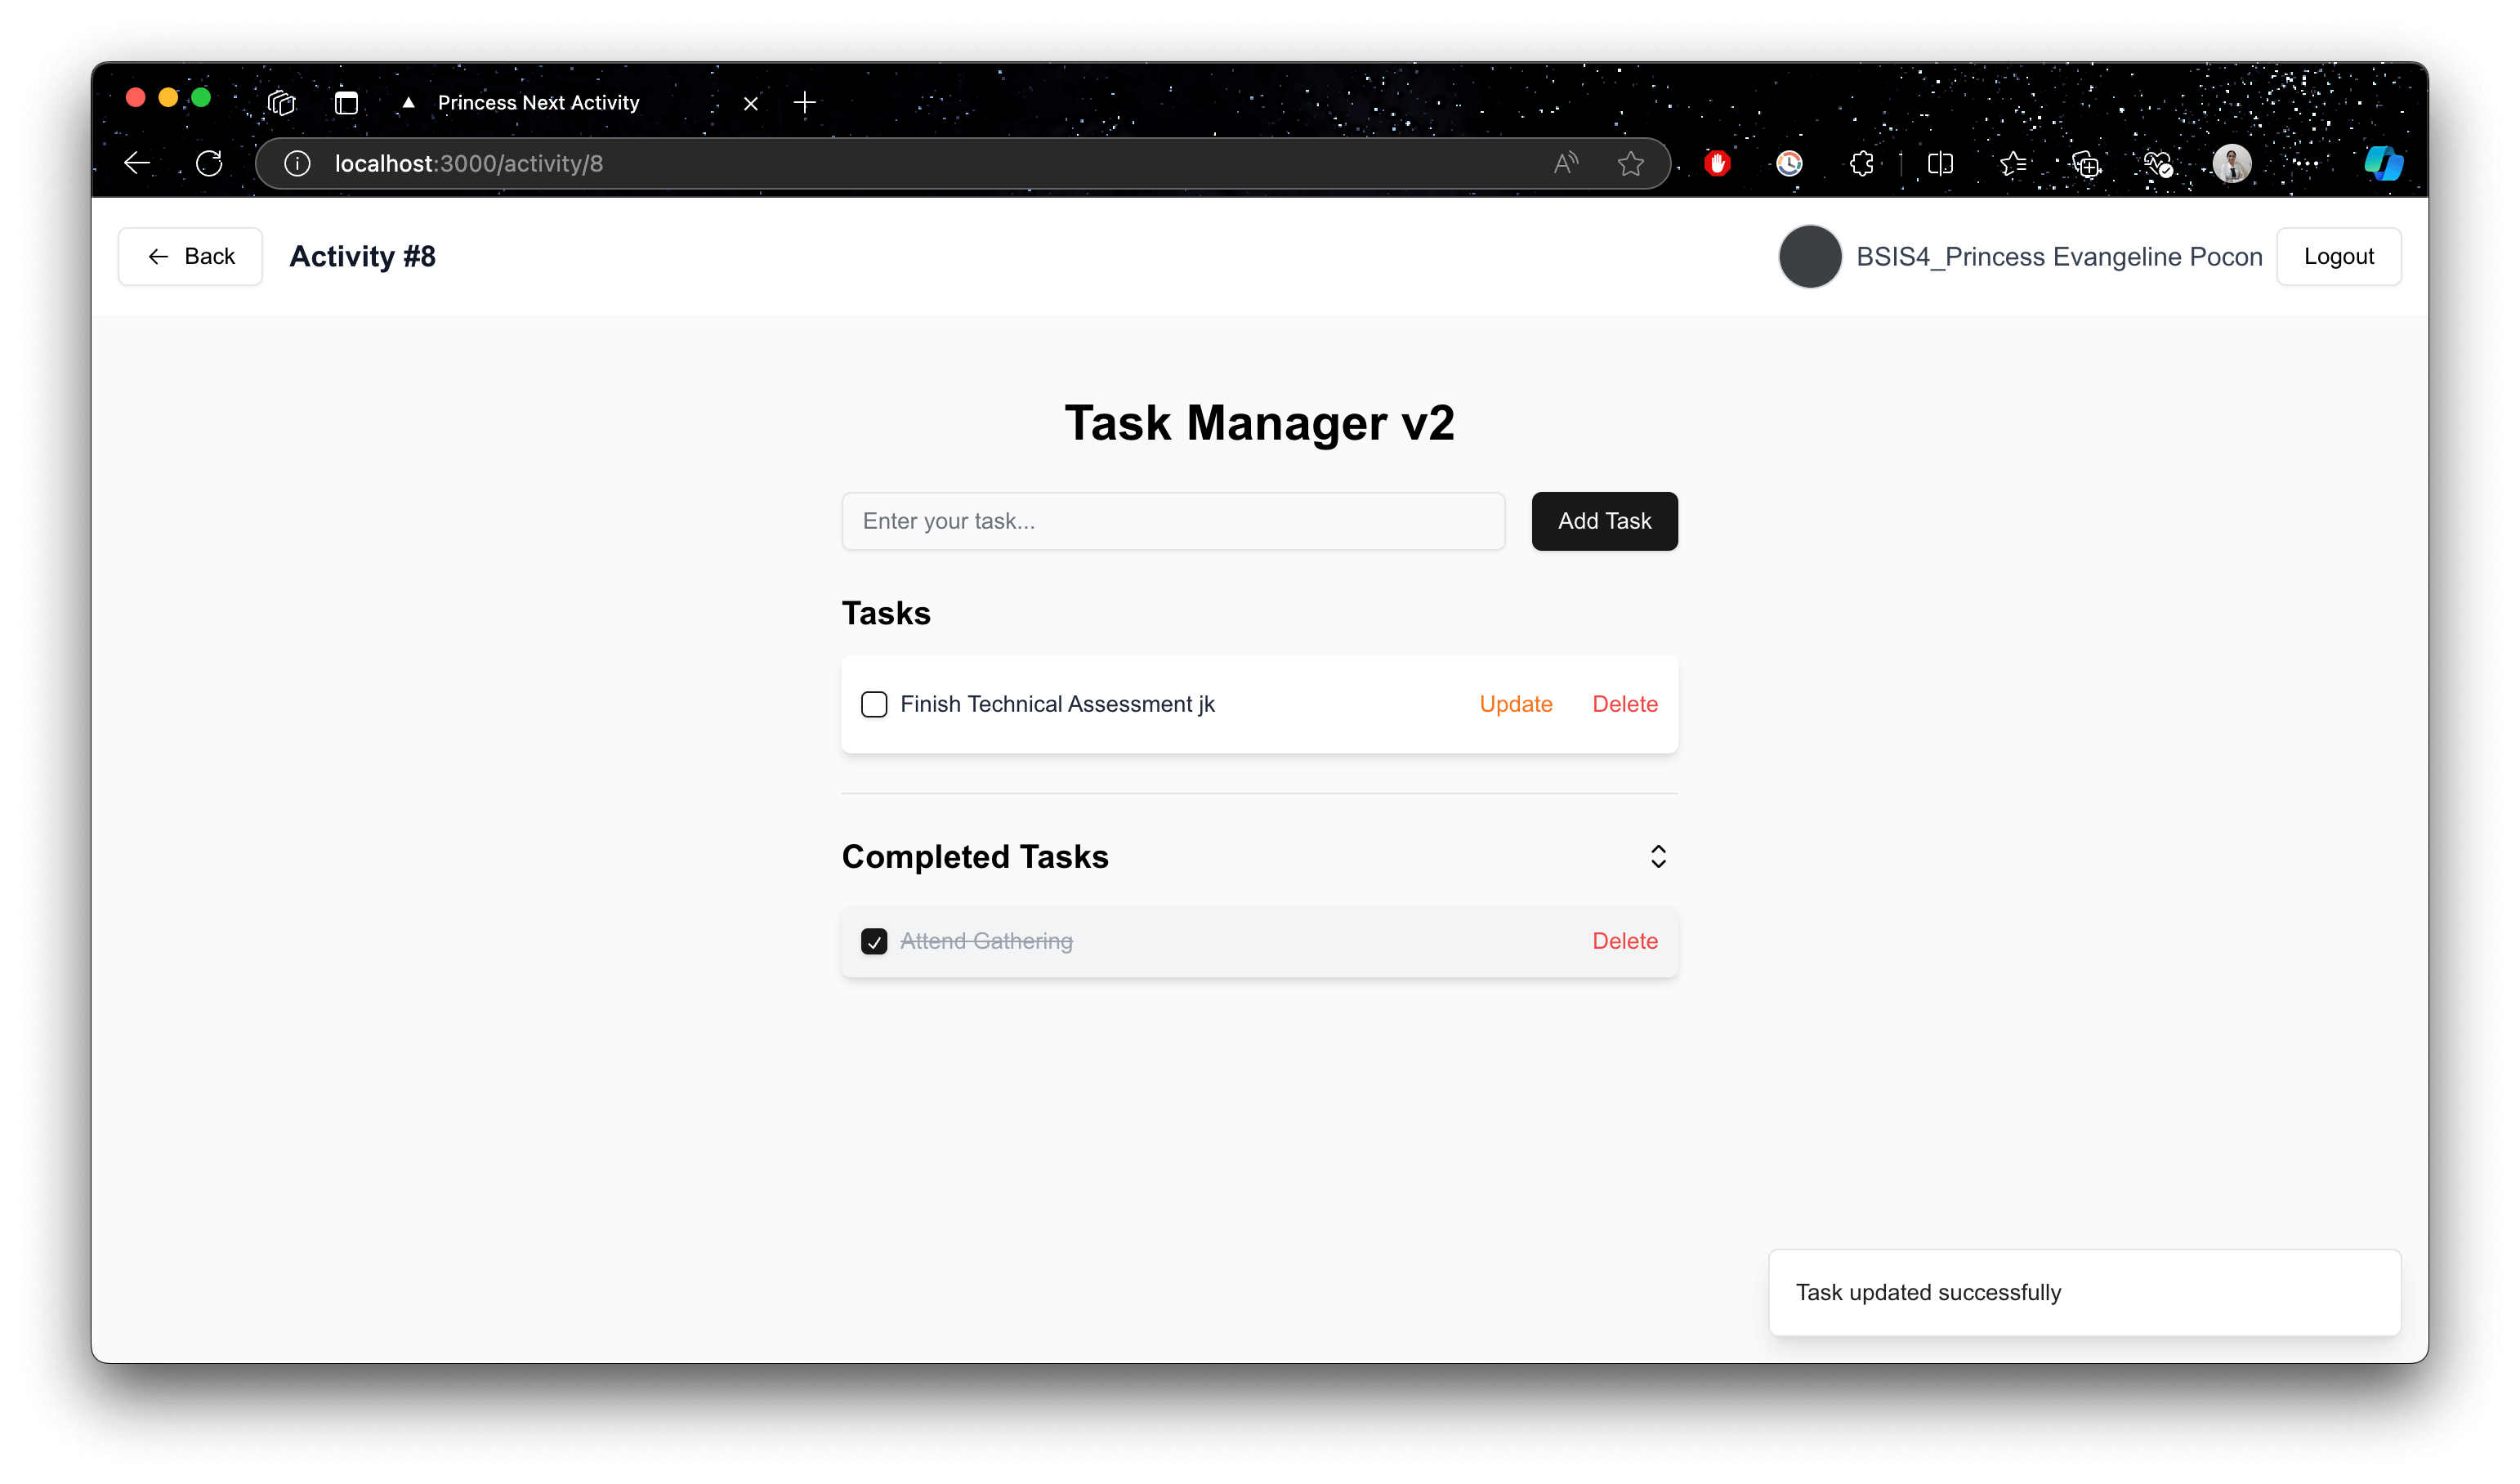 Princess Next Activity
localhost:3000/activity/8
Back
Activity #8
BSIS4_Princess Evangeline Pocon
Logout
Task Manager v2
Enter your task...
Add Task
Tasks
Finish Technical Assessment jk
Update
Delete
Completed Tasks
Attend Gathering
Delete
Task updated successfully